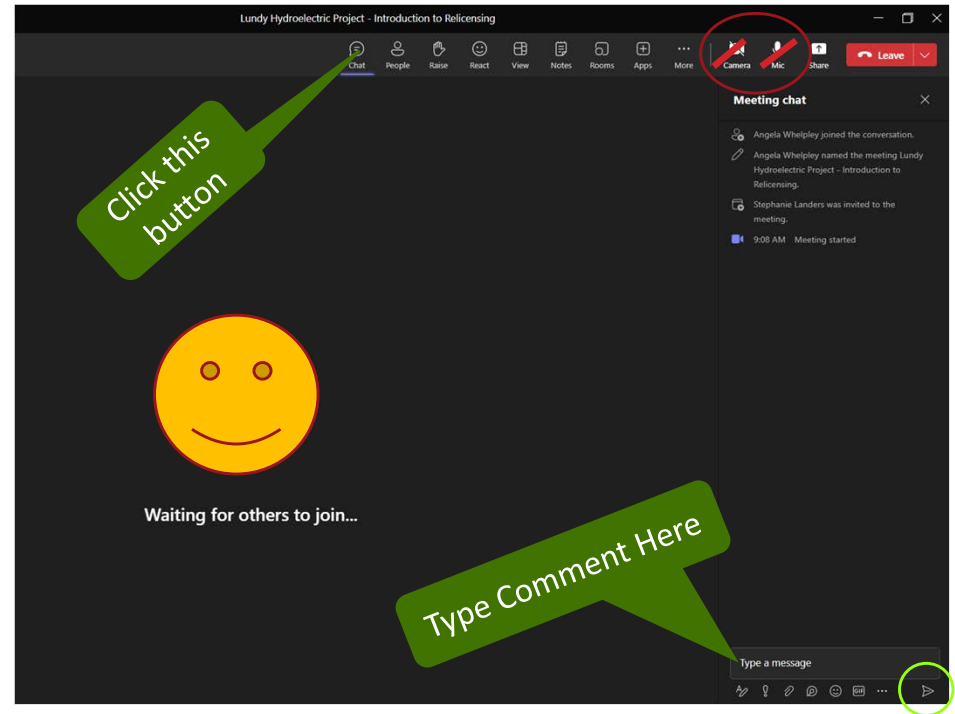 Lundy Hydroelectric Project - Introduction to Relicensing
Chat People Raise React View Notes Rooms Apps More Camera Mic Share Leave
Click this
button
Meeting chat
Angela Whelpley joined the conversation.
Angela Whelpley named the meeting Lundy
Hydroelectric Project - Introduction to
Relicensing.
Stephanie Landers was invited to the
meeting.
9:08 AM Meeting started
Waiting for others to join...
Type Comment Here
Type a message
GIF